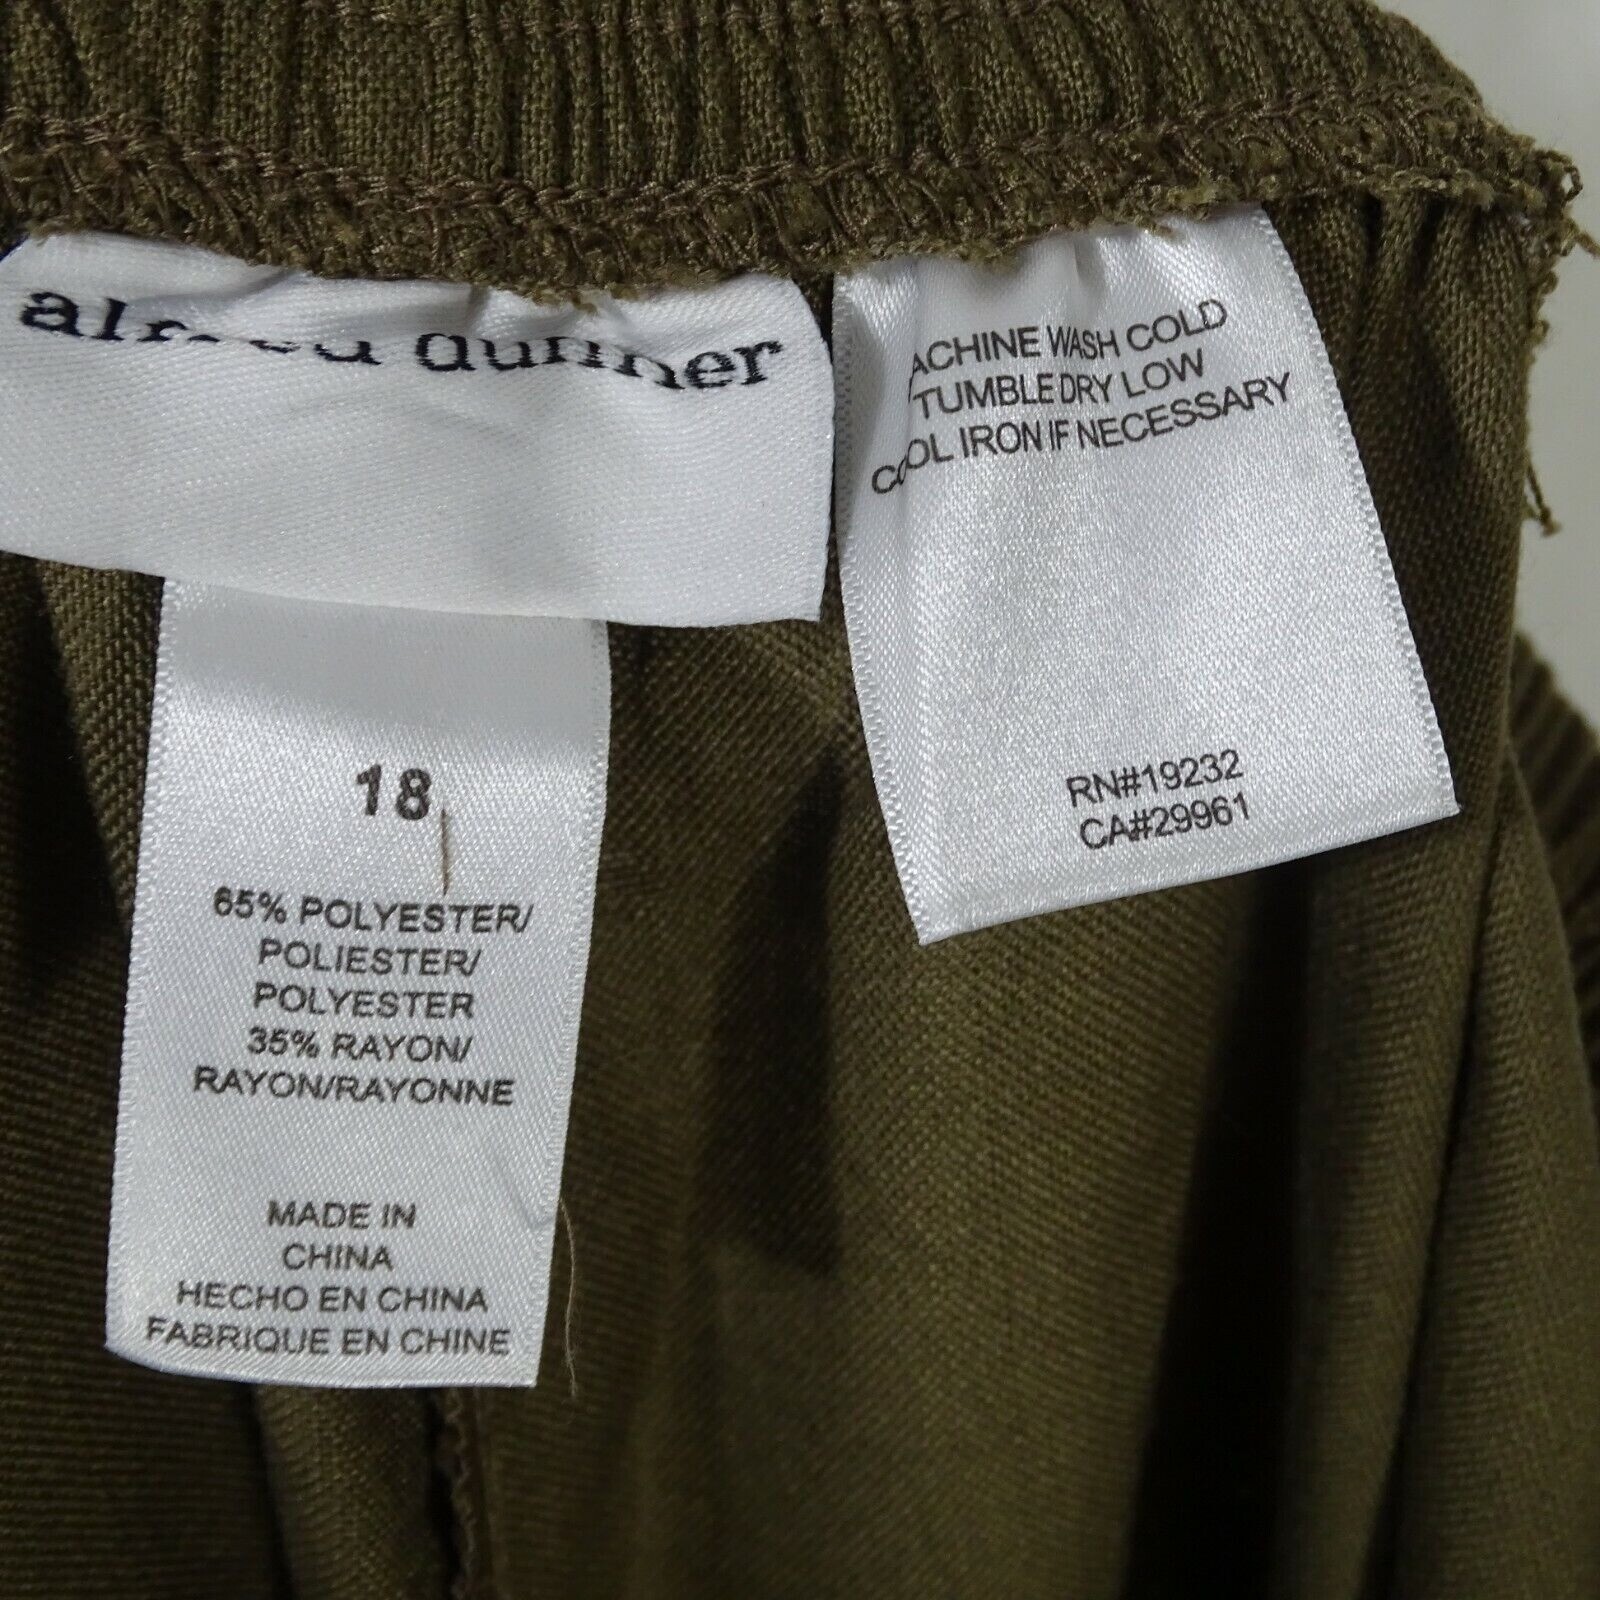 alfred dunner
ACHINE WASH COLD
TUMBLE DRY LOW
COOL IRON IF NECESSARY
RN#19232
CA#29961
18
65% POLYESTER/
POLIESTER/
POLYESTER
35% RAYON/
RAYON/RAYONNE
MADE IN
CHINA
HECHO EN CHINA
FABRIQUE EN CHINE